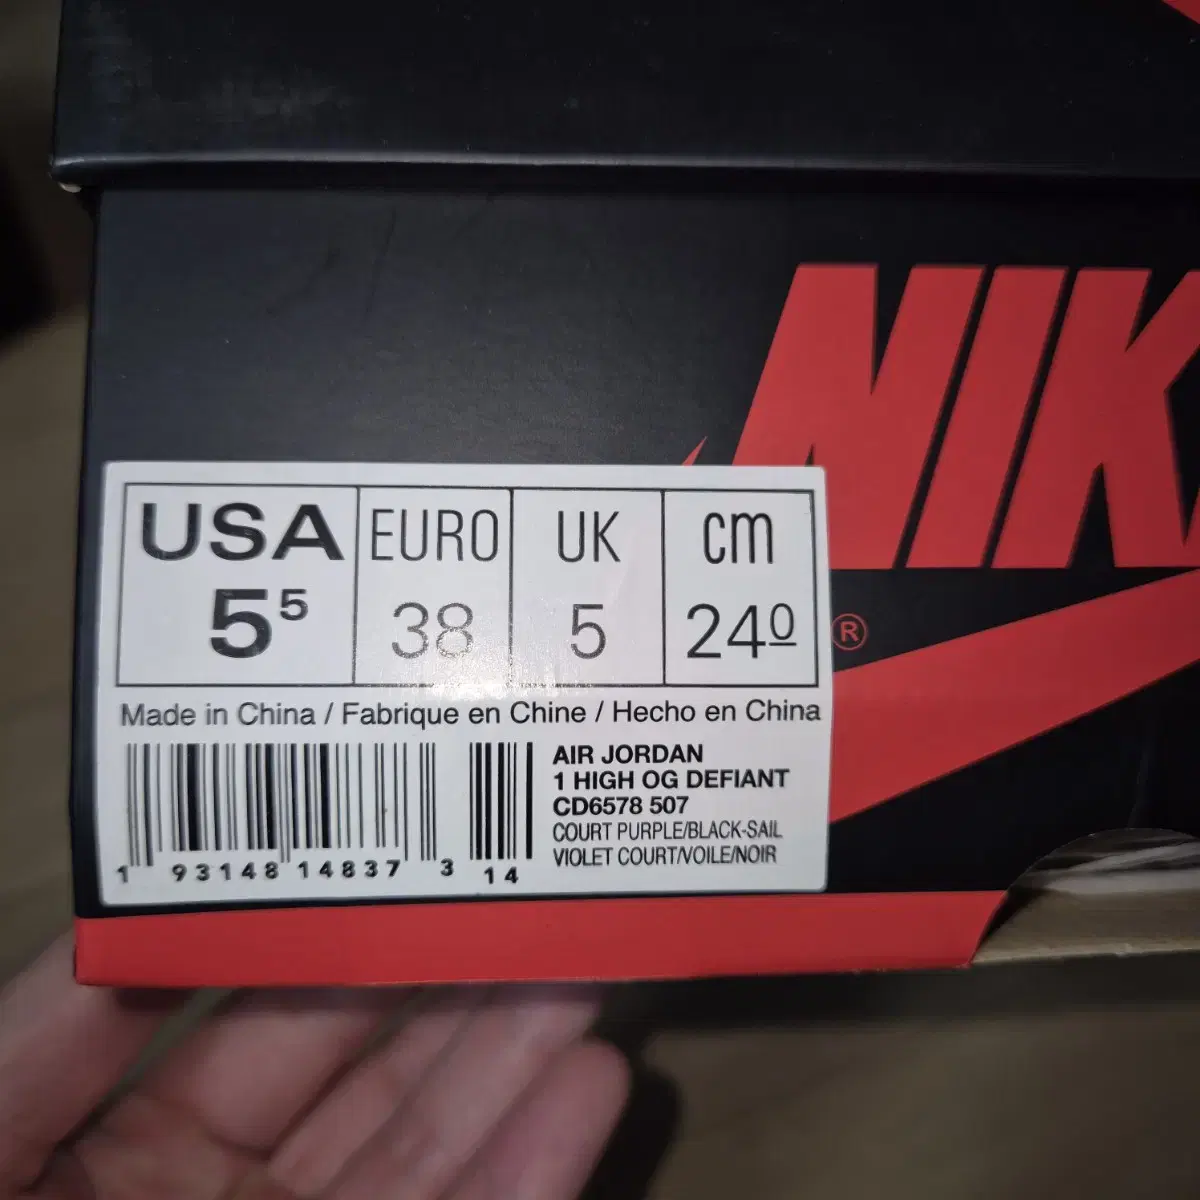 NIK
®
USA EURO UK cm
5⁵ 38 5 24⁰
Made in China / Fabrique en Chine / Hecho en China
AIR JORDAN
1 HIGH OG DEFIANT
CD6578 507
COURT PURPLE/BLACK-SAIL
VIOLET COURT/VOILE/NOIR
1 93148 14837 3 14